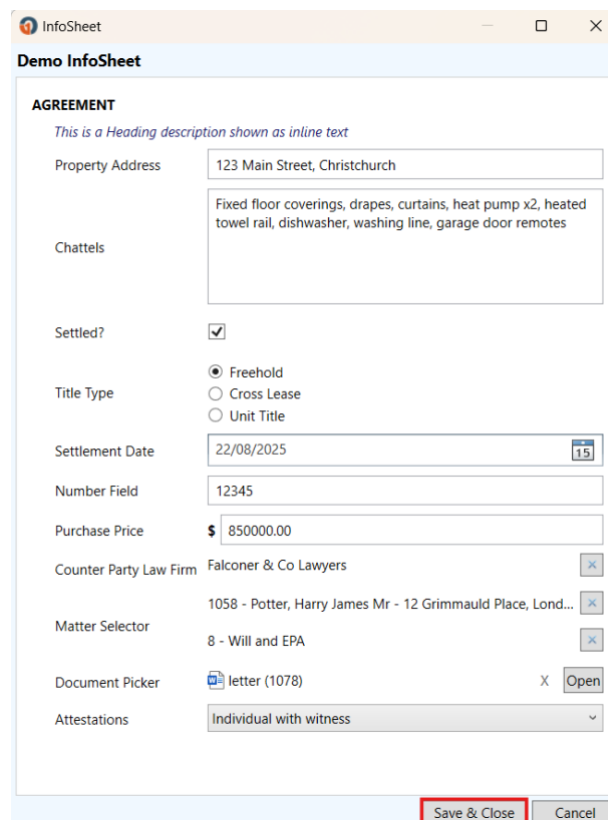 InfoSheet
Demo InfoSheet
AGREEMENT
This is a Heading description shown as inline text
Property Address 123 Main Street, Christchurch
Chattels Fixed floor coverings, drapes, curtains, heat pump x2, heated
towel rail, dishwasher, washing line, garage door remotes
Settled?
Title Type
Freehold
Cross Lease
Unit Title
Settlement Date 22/08/2025 15
Number Field 12345
Purchase Price $ 850000.00
Counter Party Law Firm Falconer & Co Lawyers
Matter Selector
1058 - Potter, Harry James Mr - 12 Grimmauld Place, Lond...
8 - Will and EPA
Document Picker letter (1078) X Open
Attestations Individual with witness
Save & Close Cancel